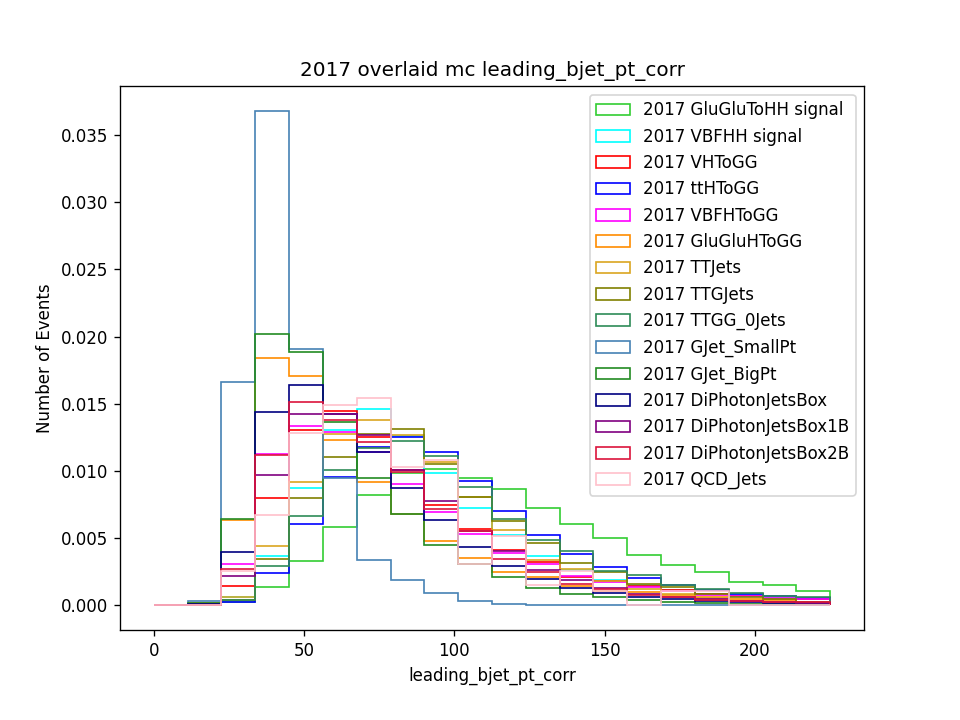 2017 overlaid mc leading_bjet_pt_corr
2017 GluGluToHH signal
2017 VBFHH signal
2017 VHToGG
2017 ttHToGG
2017 VBFHToGG
2017 GluGluHToGG
2017 TTJets
2017 TTGJets
2017 TTGG_0Jets
2017 GJet_SmallPt
2017 GJet_BigPt
2017 DiPhotonJetsBox
2017 DiPhotonJetsBox1B
2017 DiPhotonJetsBox2B
2017 QCD_Jets
Number of Events
0.035
0.030
0.025
0.020
0.015
0.010
0.005
0.000
0
50
100
150
200
leading_bjet_pt_corr